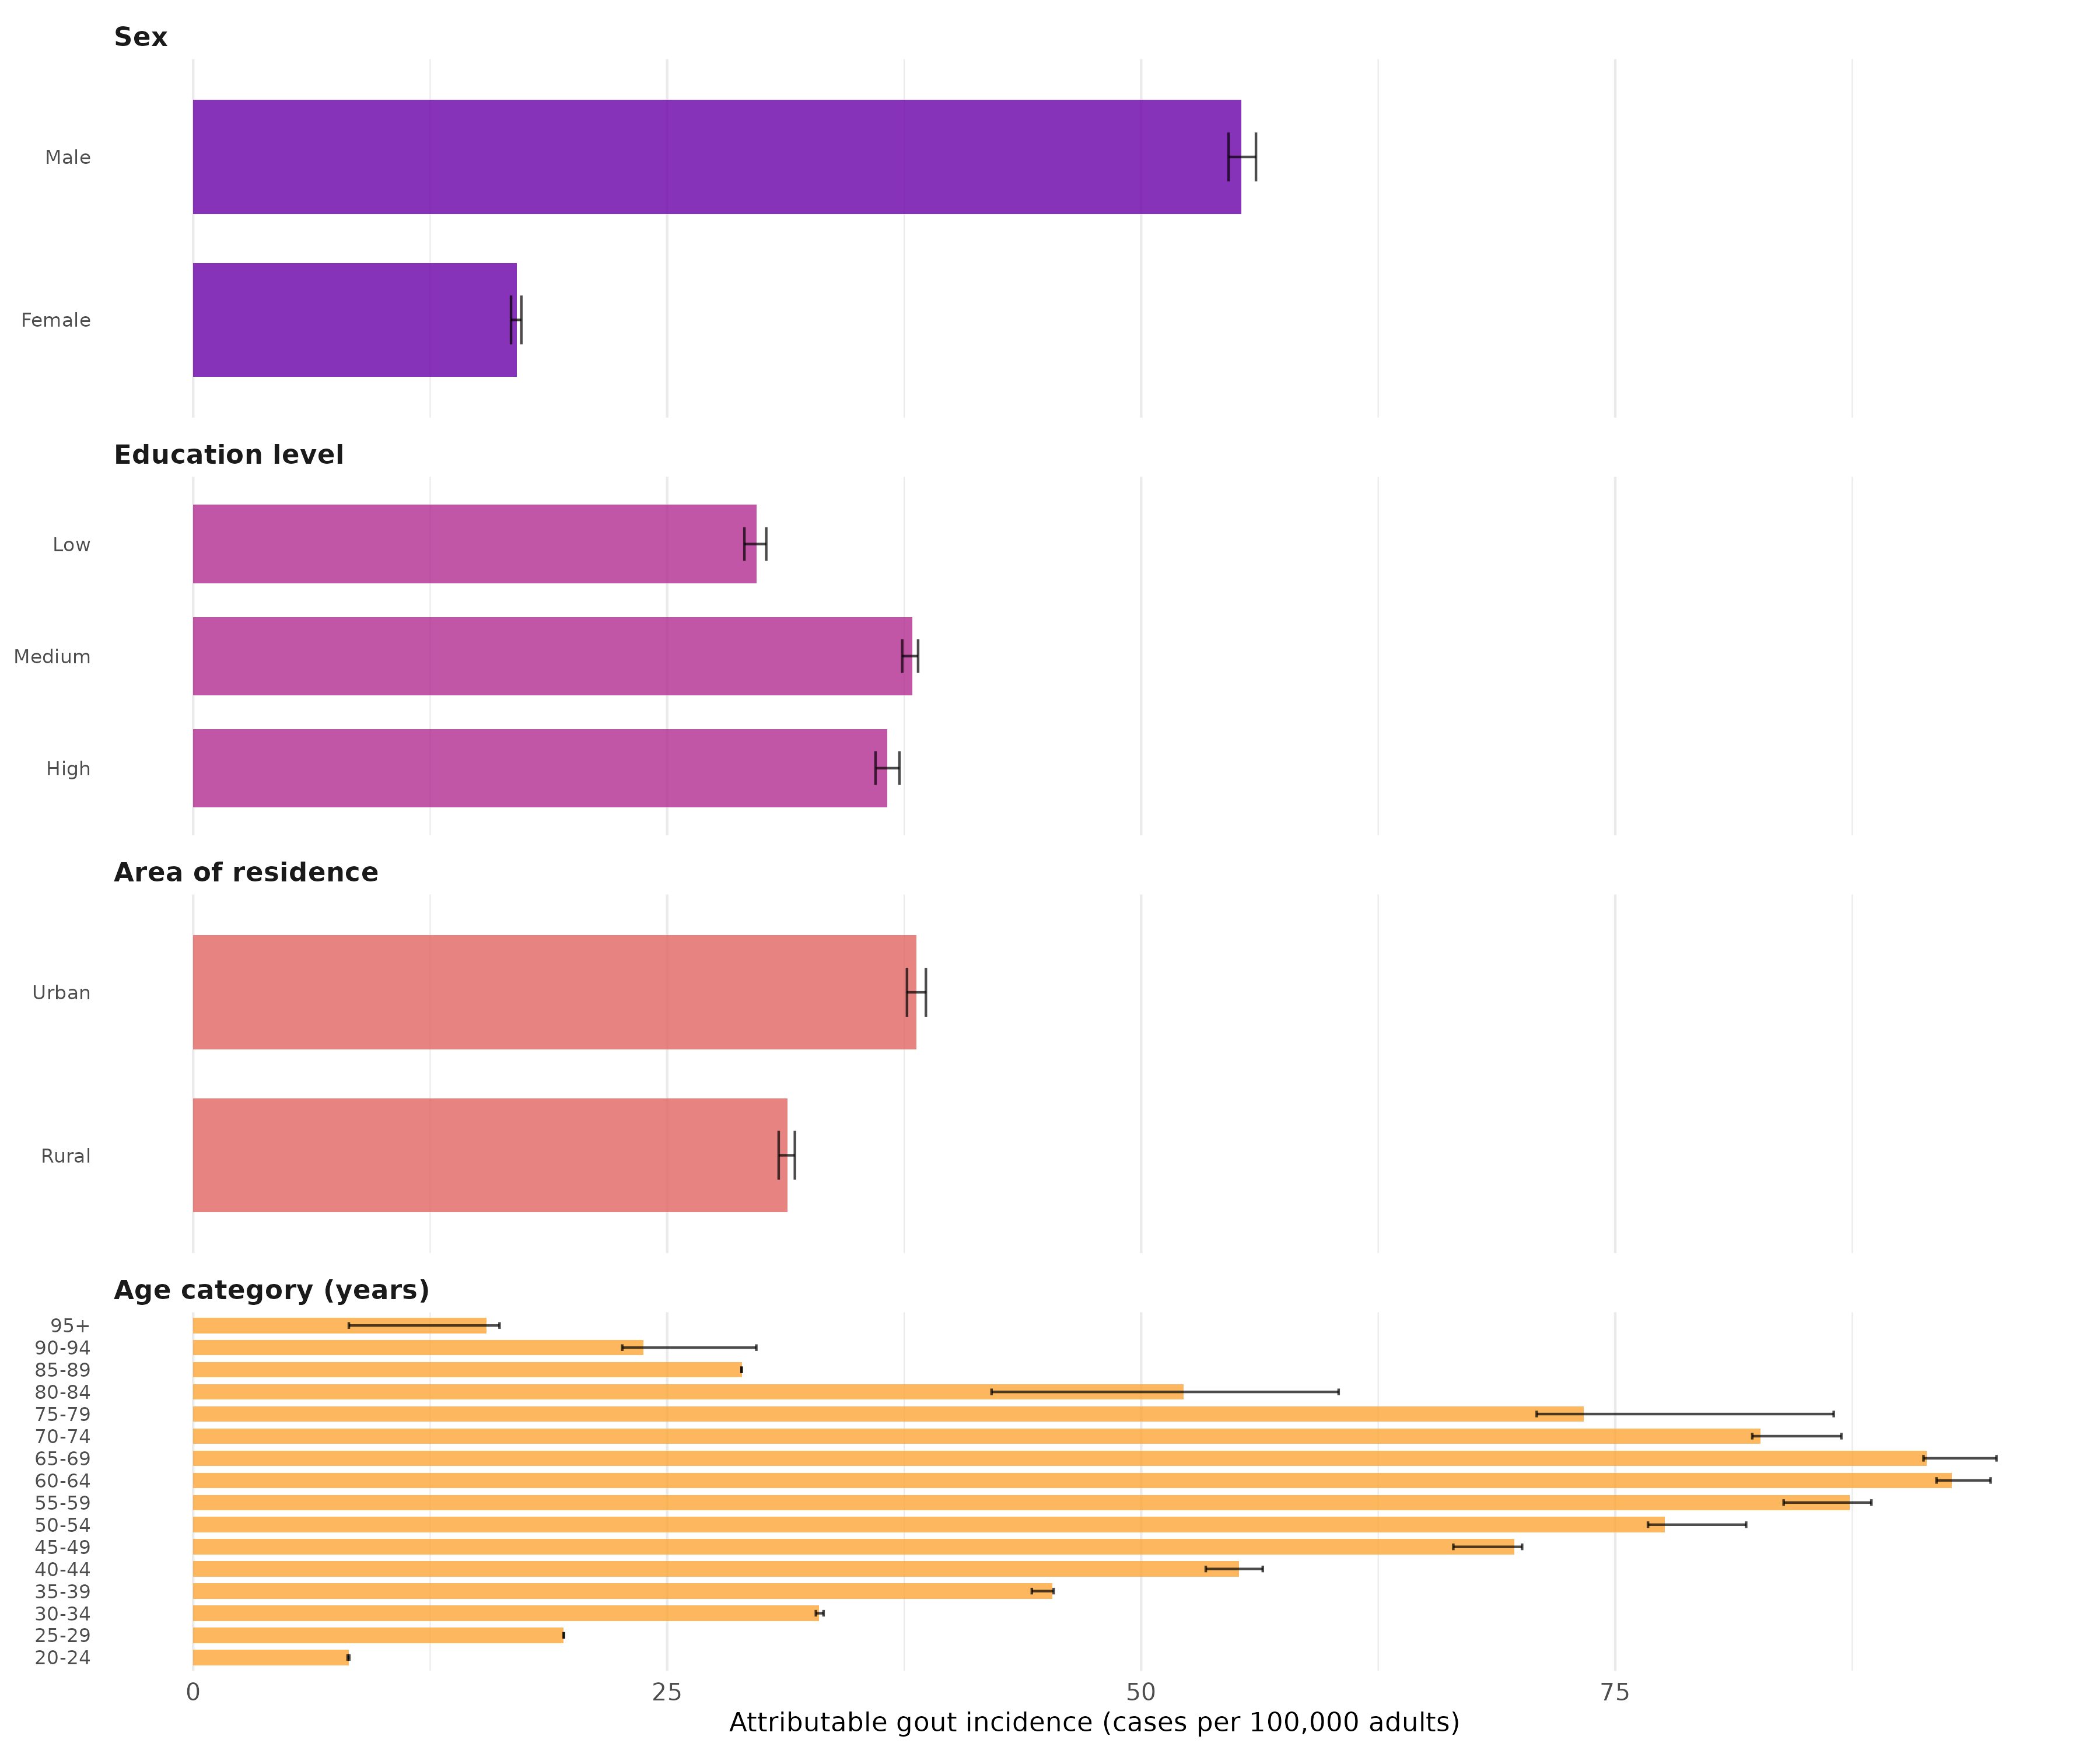 Sex
Male
Female
Education level
Low
Medium
High
Area of residence
Urban
Rural
Age category (years)
95+
90-94
85-89
80-84
75-79
70-74
65-69
60-64
55-59
50-54
45-49
40-44
35-39
30-34
25-29
20-24
0 25 50 75
Attributable gout incidence (cases per 100,000 adults)